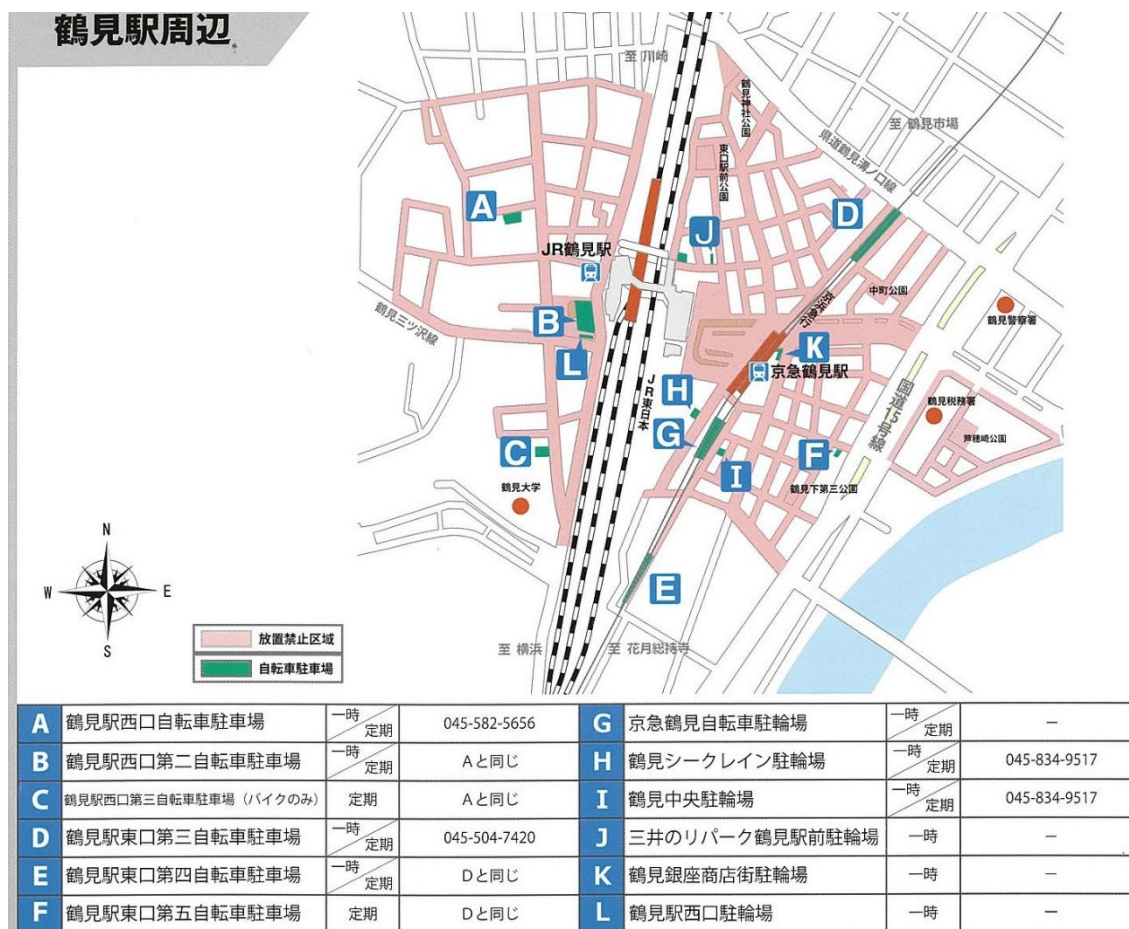 鶴見駅周辺
至 川崎
鶴見神社公園
至 鶴見市場
東口駅前公園
県道鶴見溝ノ口線
A
D
J
JR鶴見駅
中町公園
京浜急行
鶴見警察署
鶴見三ツ沢線
B
K
L
京急鶴見駅
JR東日本
国道15号線
H
鶴見税務署
G
芦穂崎公園
C
F
I
鶴見大学
鶴見下第三公園
N
W
E
S
E
放置禁止区域
自転車駐車場
至 横浜
至 花月総持寺
A 鶴見駅西口自転車駐車場 一時/定期 045-582-5656
B 鶴見駅西口第二自転車駐車場 一時/定期 Aと同じ
C 鶴見駅西口第三自転車駐車場（バイクのみ） 定期 Aと同じ
D 鶴見駅東口第三自転車駐車場 一時/定期 045-504-7420
E 鶴見駅東口第四自転車駐車場 一時/定期 Dと同じ
F 鶴見駅東口第五自転車駐車場 定期 Dと同じ
G 京急鶴見自転車駐輪場 一時/定期 −
H 鶴見シークレイン駐輪場 一時/定期 045-834-9517
I 鶴見中央駐輪場 一時/定期 045-834-9517
J 三井のリパーク鶴見駅前駐輪場 一時 −
K 鶴見銀座商店街駐輪場 一時 −
L 鶴見駅西口駐輪場 一時 −